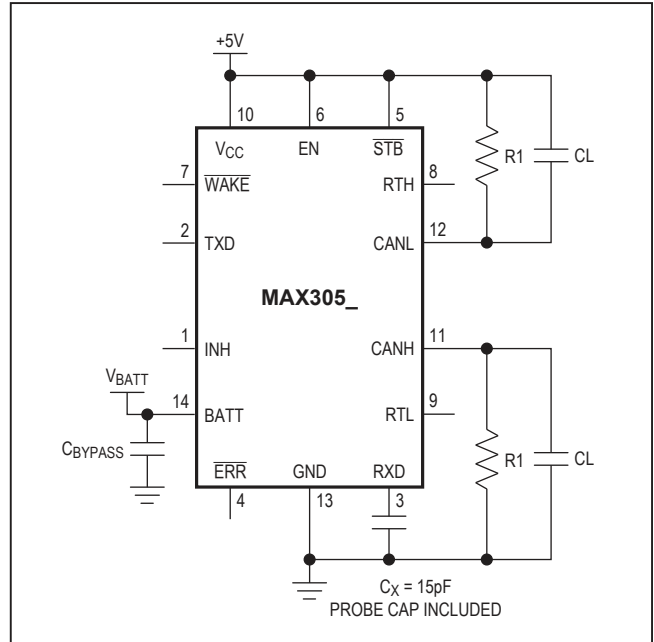 +5V
10
6
5
VCC
EN
STB
7
WAKE
RTH
8
R1
CL
2
TXD
CANL
12
MAX305_
1
INH
CANH
11
VBATT
14
BATT
RTL
9
CBYPASS
R1
CL
ERR
GND
RXD
4
13
3
CX = 15pF
PROBE CAP INCLUDED